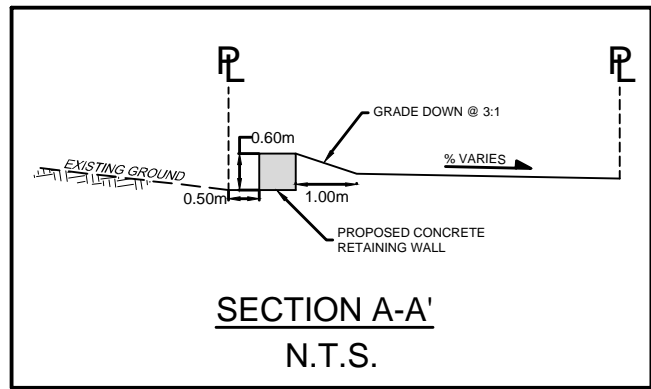 PL
PL
GRADE DOWN @ 3:1
0.60m
EXISTING GROUND
% VARIES
0.50m
1.00m
PROPOSED CONCRETE
RETAINING WALL
SECTION A-A'
N.T.S.